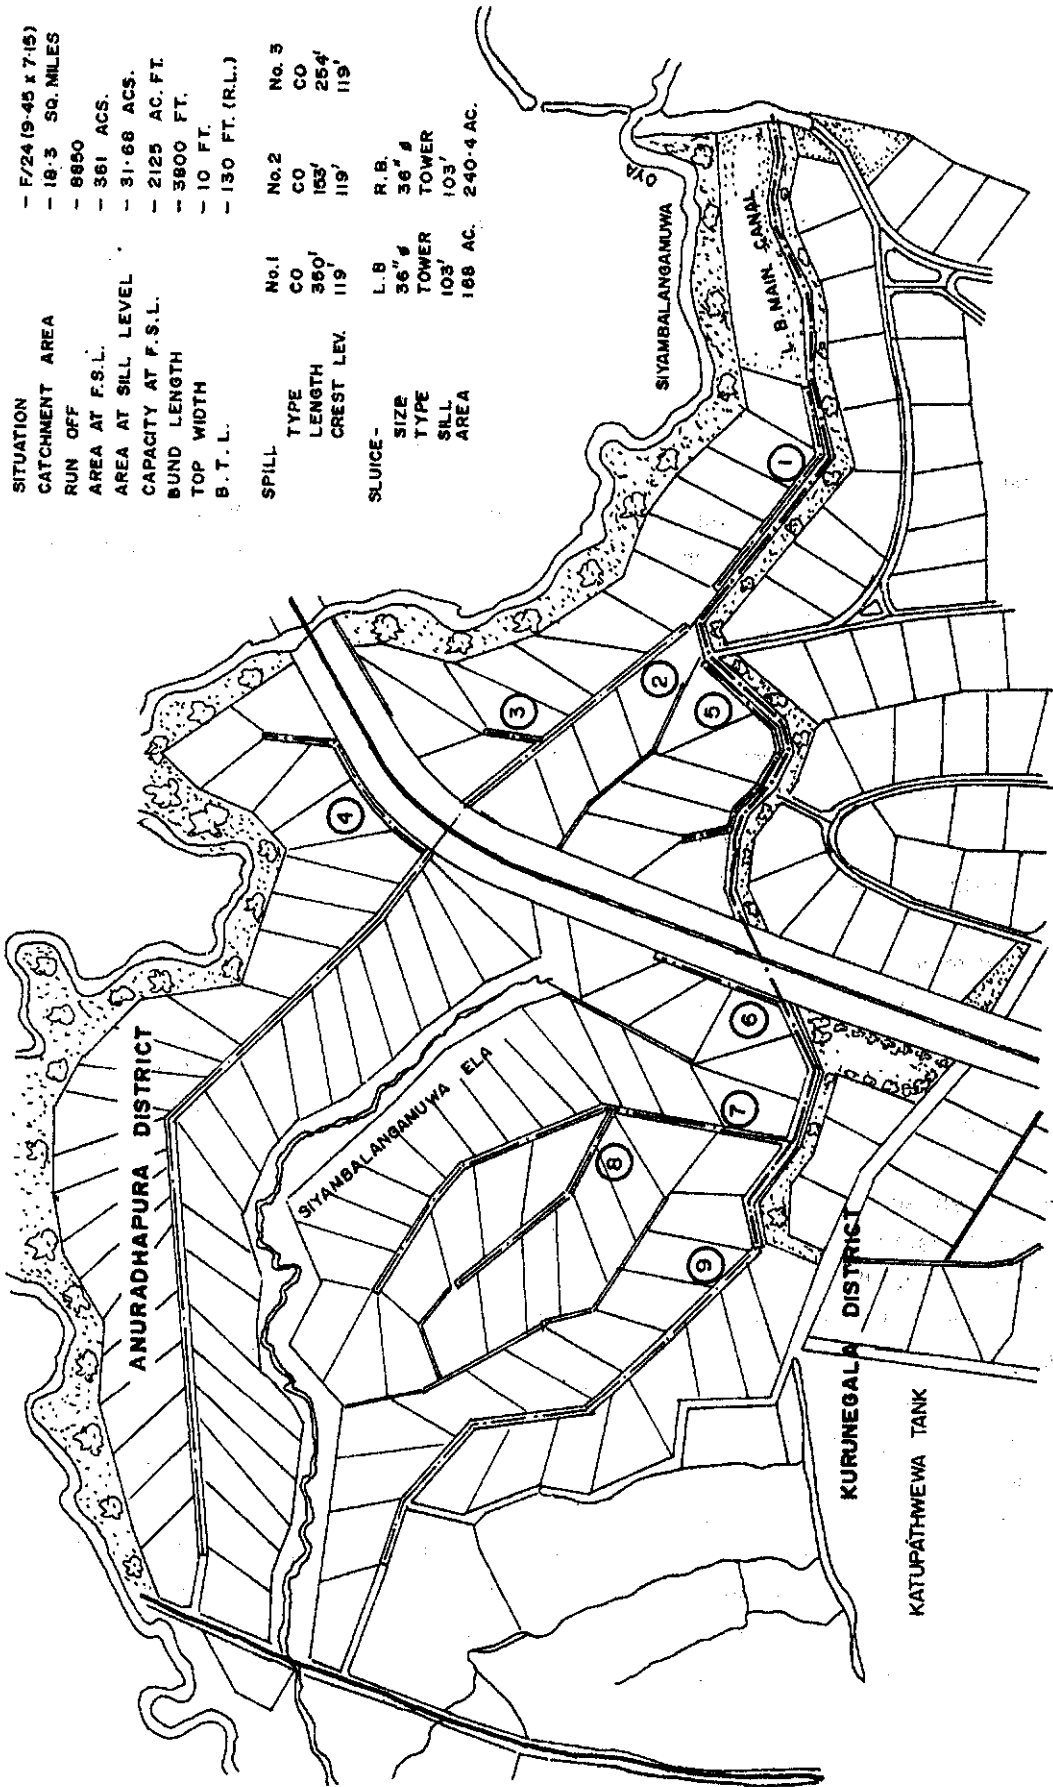 SITUATION - F/24 (9·45 x 7·15)
CATCHMENT AREA - 18.3 SQ. MILES
RUN OFF - 8850
AREA AT F.S.L. - 361 ACS.
AREA AT SILL LEVEL - 31·68 ACS.
CAPACITY AT F.S.L. - 2125 AC. FT.
BUND LENGTH - 3800 FT.
TOP WIDTH - 10 FT.
B.T.L. - 130 FT. (R.L.)
SPILL No.1 No.2 No.3
TYPE CO CO CO
LENGTH 350' 153' 254'
CREST LEV. 119' 119' 119'
SLUICE- L.B R.B.
SIZE 36" ø 36" ø
TYPE TOWER TOWER
SILL 103' 103'
AREA 168 AC. 240·4 AC.
SIYAMBALANGAMUWA
OYA
B. MAIN CANAL
1
2
3
4
5
6
7
8
9
ANURADHAPURA DISTRICT
SIYAMBALANGAMUWA ELA
KURUNEGALA DISTRICT
KATUPATHWEWA TANK